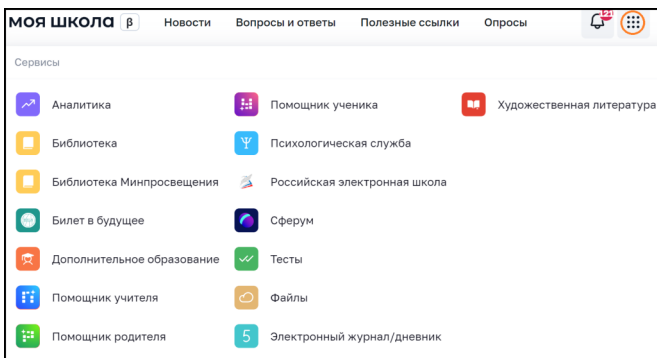 моя школа β Новости Вопросы и ответы Полезные ссылки Опросы 121
Сервисы
Аналитика Помощник ученика Художественная литература
Библиотека Психологическая служба
Библиотека Минпросвещения Российская электронная школа
Билет в будущее Сферум
Дополнительное образование Тесты
Помощник учителя Файлы
Помощник родителя 5 Электронный журнал/дневник